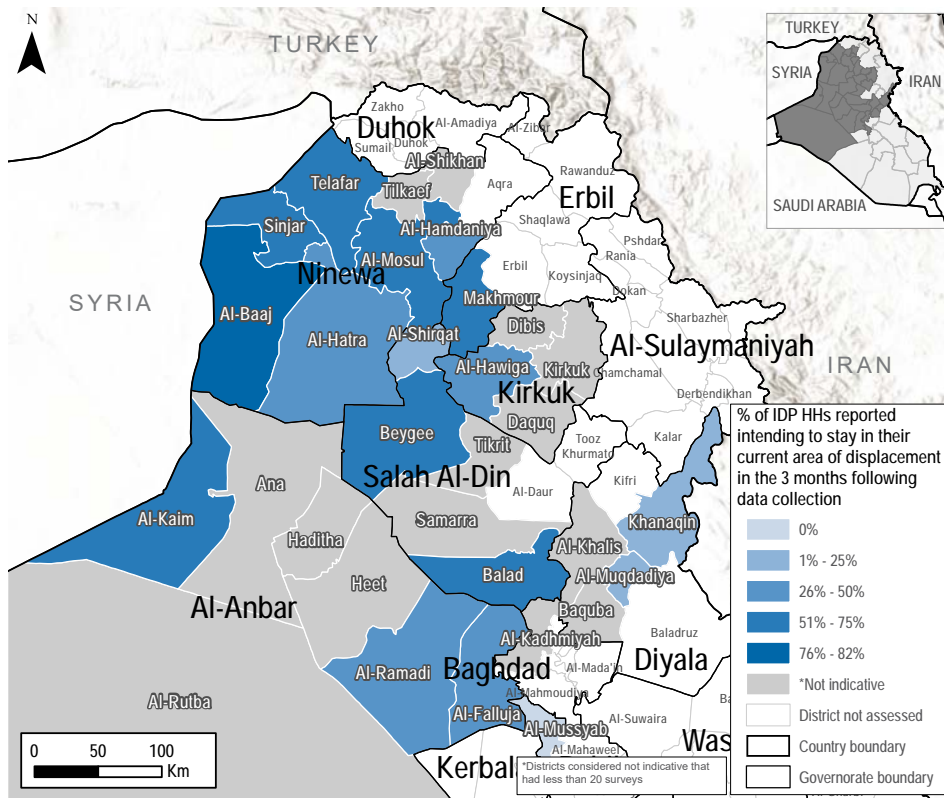 N
TURKEY
SYRIA
IRAN
TURKEY
SYRIA
IRAN
SAUDI ARABIA
Zakho
Al-Amadiya
Duhok
Sumail
Duhok
Al-Zibar
Al-Shikhan
Rawanduz
Telafar
Tilkaef
Aqra
Erbil
Sinjar
Al-Hamdaniya
Shaqlawa
Al-Mosul
Pshdar
Ninewa
Erbil
Rania
Koysinjaq
Al-Baaj
Makhmour
Dokan
Al-Hatra
Al-Shirqat
Dibis
Sharbazher
Al-Sulaymaniyah
Al-Hawiga
Kirkuk
Chamchamal
Kirkuk
Derbendikhan
Daquq
Beygee
Tikrit
Tooz
Khurmato
Kalar
Salah Al-Din
Ana
Al-Daur
Kifri
Al-Kaim
Samarra
Khanaqin
Haditha
Al-Khalis
Heet
Balad
Al-Muqdadiya
Al-Anbar
Baquba
Al-Kadhmiyah
Baladruz
Al-Ramadi
Baghdad
Al-Mada'in
Diyala
Al-Rutba
Al-Mahmoudiya
Al-Falluja
Al-Mussyab
Al-Suwaira
Al-Mahaweel
Was
Kerbala
% of IDP HHs reported
intending to stay in their
current area of displacement
in the 3 months following
data collection
0%
1% - 25%
26% - 50%
51% - 75%
76% - 82%
*Not indicative
District not assessed
Country boundary
Governorate boundary
0 50 100
Km
*Districts considered not indicative that
had less than 20 surveys